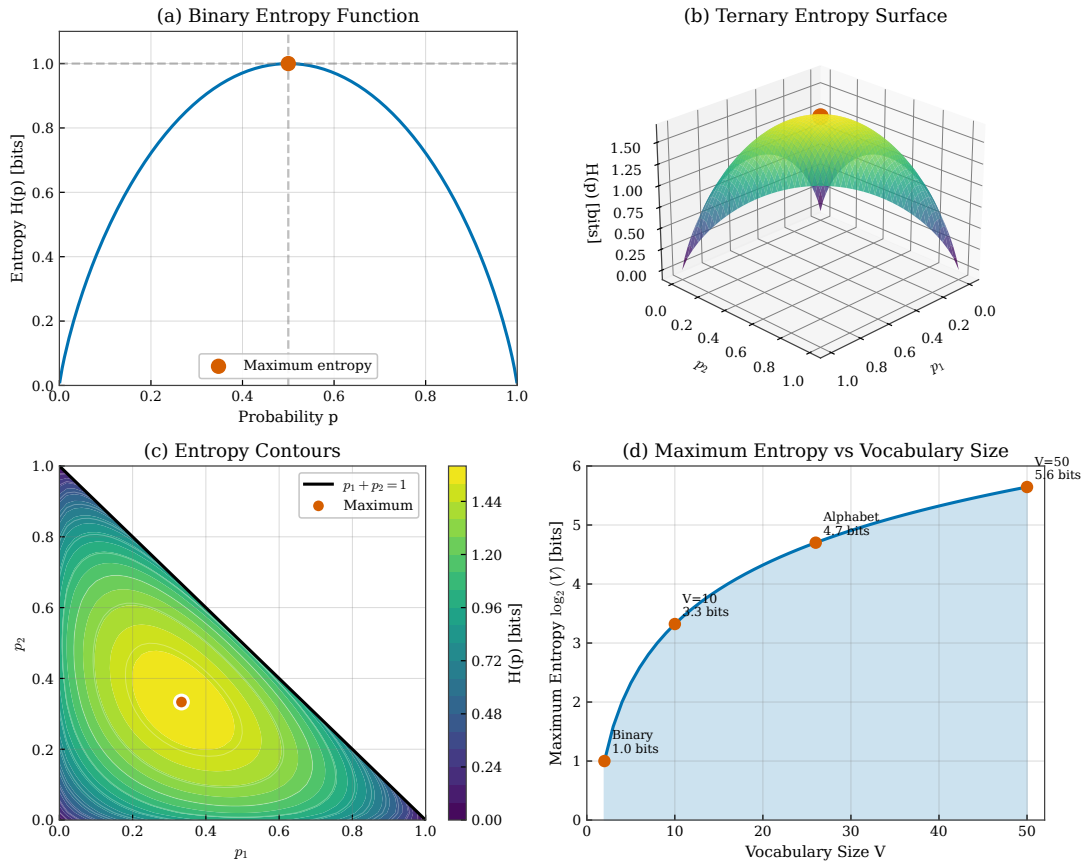 (a) Binary Entropy Function
Entropy H(p) [bits]
1.0
0.8
0.6
0.4
0.2
0.0
0.0 0.2 0.4 0.6 0.8 1.0
Probability p
Maximum entropy
(b) Ternary Entropy Surface
H(p) [bits]
1.50
1.25
1.00
0.75
0.50
0.25
0.00
0.0 0.2 0.4 0.6 0.8 1.0
p₂
1.0 0.8 0.6 0.4 0.2 0.0
p₁
(c) Entropy Contours
p₂
1.0
0.8
0.6
0.4
0.2
0.0
0.0 0.2 0.4 0.6 0.8 1.0
p₁
p₁ + p₂ = 1
Maximum
1.44
1.20
0.96
0.72
0.48
0.24
0.00
H(p) [bits]
(d) Maximum Entropy vs Vocabulary Size
Maximum Entropy log₂(V) [bits]
6
5
4
3
2
1
0
0 10 20 30 40 50
Vocabulary Size V
Binary
1.0 bits
V=10
3.3 bits
Alphabet
4.7 bits
V=50
5.6 bits